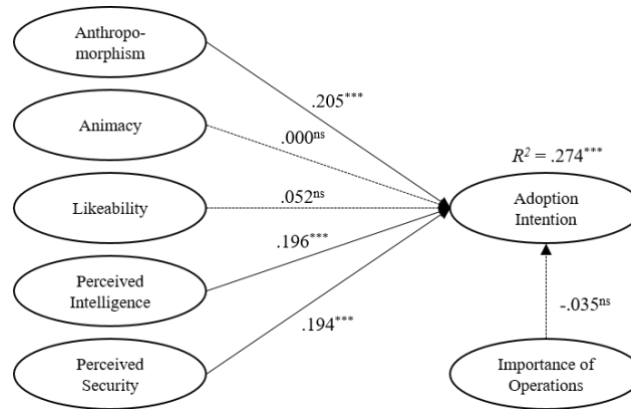 Anthropo-
morphism
.205***
Animacy
.000ns
R² = .274***
Likeability
.052ns
Adoption
Intention
.196***
Perceived
Intelligence
-.035ns
.194***
Perceived
Security
Importance of
Operations